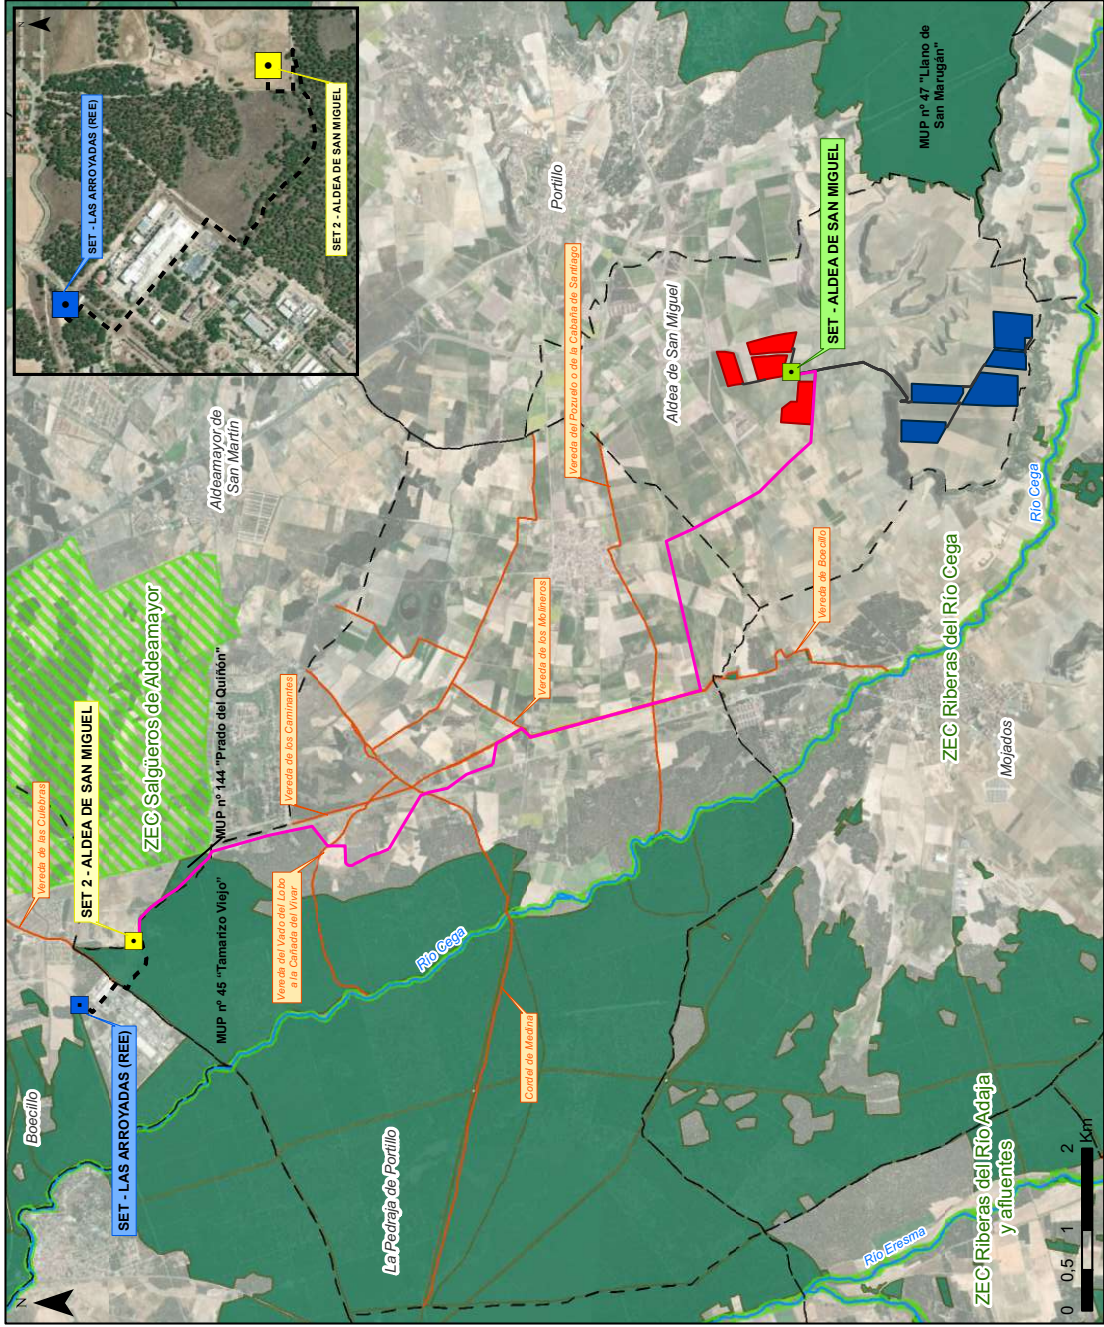 N
Boecillo
SET - LAS ARROYADAS (REE)
Vereda de las Culebras
SET 2 - ALDEA DE SAN MIGUEL
ZEC Salgüeros de Aldeamayor
MUP nº 45 "Tamarizo Viejo"
MUP nº 144 "Prado del Quiñón"
Aldeamayor de
San Martín
Vereda de los Caminantes
Vereda del Vado del Lobo
a la Cañada del Vivar
Río Cega
La Pedraja de Portillo
Cordel de Medina
Vereda de los Molineros
Vereda del Pozuelo o de la Cabaña de Santiago
Portillo
Aldea de San Miguel
SET - ALDEA DE SAN MIGUEL
Vereda de Boecillo
MUP nº 47 "Llano de
San Marugán"
ZEC Riberas del Río Cega
Río Cega
Mojados
Río Eresma
ZEC Riberas del Río Adaja
y afluentes
0 0,5 1 2
Km
N
SET - LAS ARROYADAS (REE)
SET 2 - ALDEA DE SAN MIGUEL